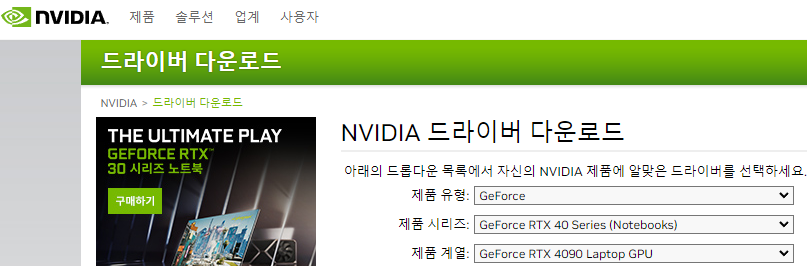 NVIDIA. 제품 솔루션 업계 사용자
드라이버 다운로드
NVIDIA > 드라이버 다운로드
THE ULTIMATE PLAY
GEFORCE RTX™
30 시리즈 노트북
구매하기
NVIDIA 드라이버 다운로드
아래의 드롭다운 목록에서 자신의 NVIDIA 제품에 알맞은 드라이버를 선택하세요.
제품 유형: GeForce
제품 시리즈: GeForce RTX 40 Series (Notebooks)
제품 계열: GeForce RTX 4090 Laptop GPU